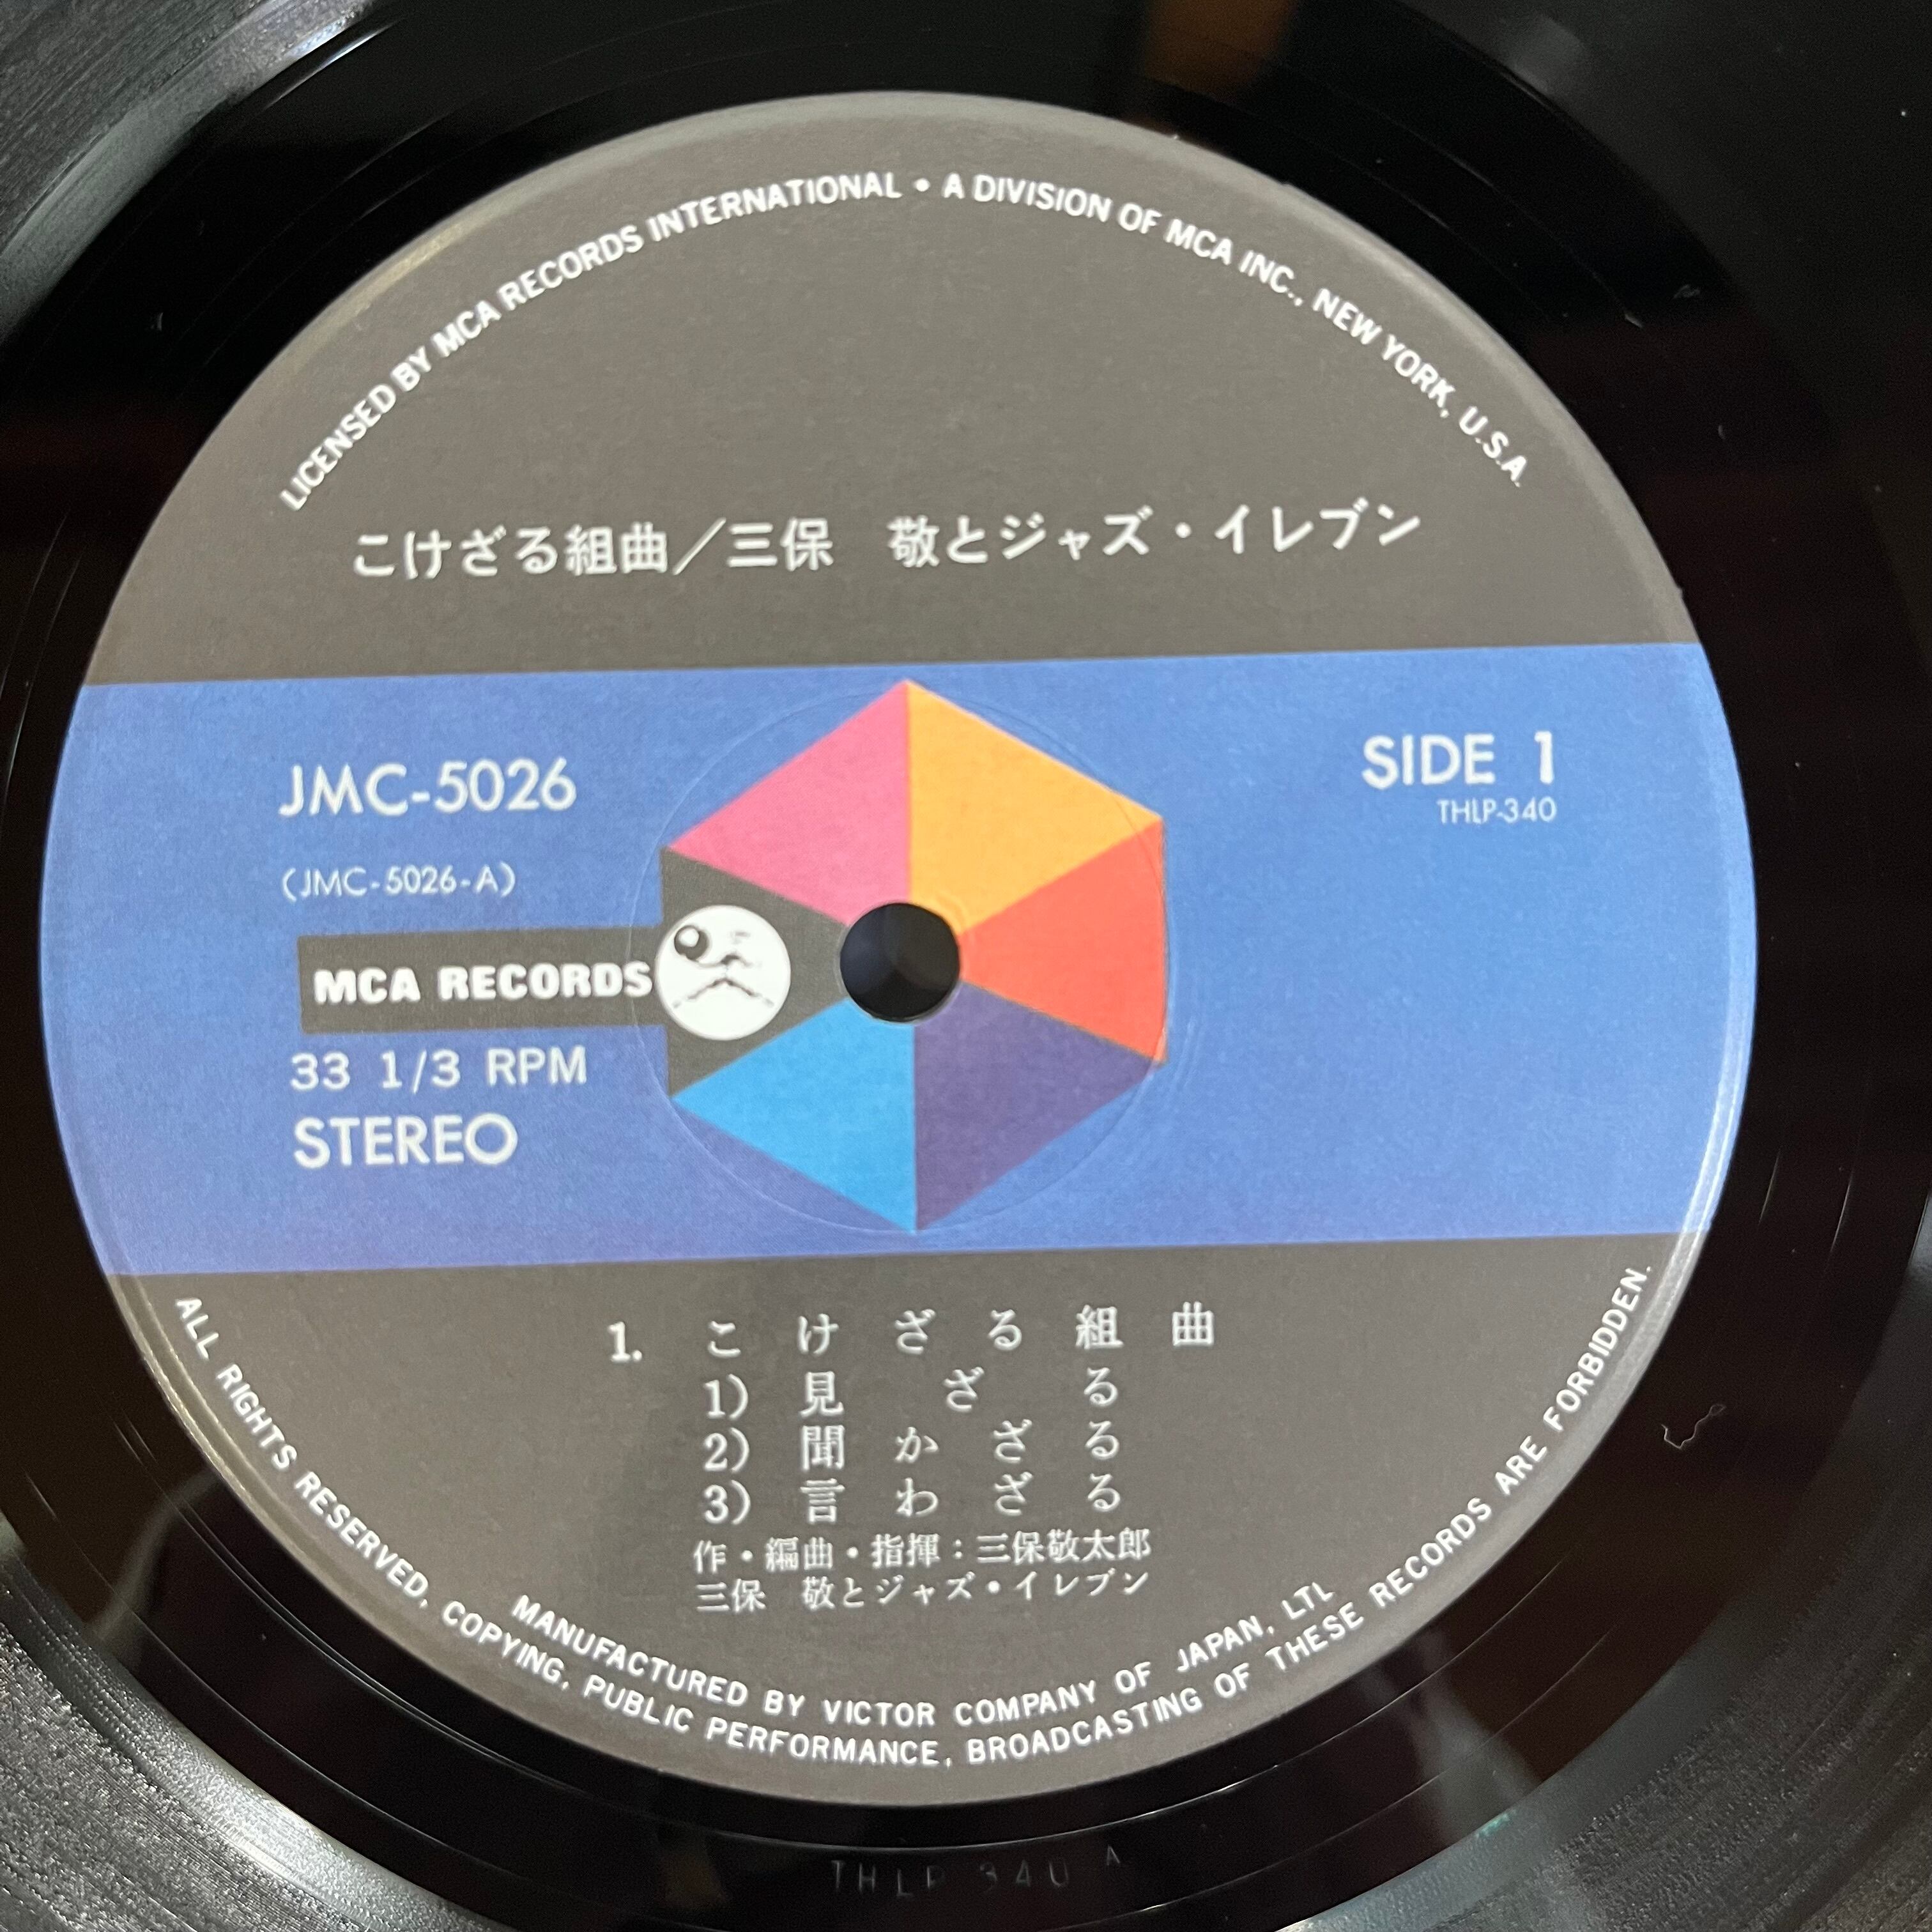 LICENSED BY MCA RECORDS INTERNATIONAL • A DIVISION OF MCA INC., NEW YORK, U.S.A.
こけざる組曲／三保　敬とジャズ・イレブン
JMC-5026
SIDE 1
THLP-340
(JMC-5026-A)
MCA RECORDS
33 1/3 RPM
STEREO
1. こけざる組曲
1) 見ざる
2) 聞かざる
3) 言わざる
作・編曲・指揮：三保敬太郎
三保　敬とジャズ・イレブン
MANUFACTURED BY VICTOR COMPANY OF JAPAN, LTL
ALL RIGHTS RESERVED, COPYING, PUBLIC PERFORMANCE, BROADCASTING OF THESE RECORDS ARE FORBIDDEN.
THLP 340 A